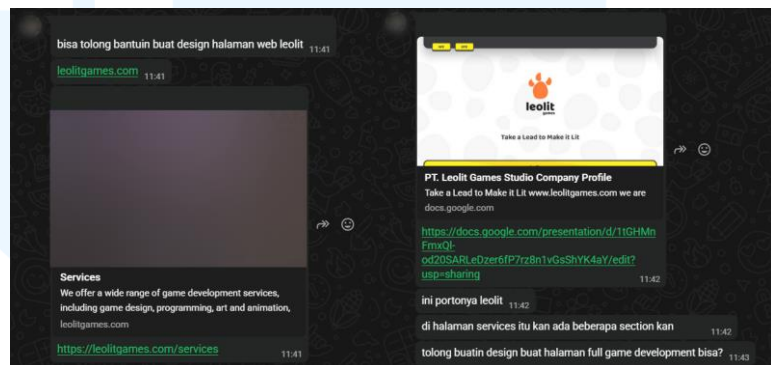 bisa tolong bantuin buat design halaman web leolit 11:41
leolitgames.com 11:41
Services
We offer a wide range of game development services,
including game design, programming, art and animation,
leolitgames.com
https://leolitgames.com/services 11:41
leolit
games
Take a Lead to Make it Lit
PT. Leolit Games Studio Company Profile
Take a Lead to Make it Lit www.leolitgames.com we are
docs.google.com
https://docs.google.com/presentation/d/1tGHMn
FmxQl-
od20SARLeDzer6fP7rz8n1vGsShYK4aY/edit?
usp=sharing 11:42
ini portonya leolit 11:42
di halaman services itu kan ada beberapa section kan 11:42
tolong buatin design buat halaman full game development bisa? 11:43